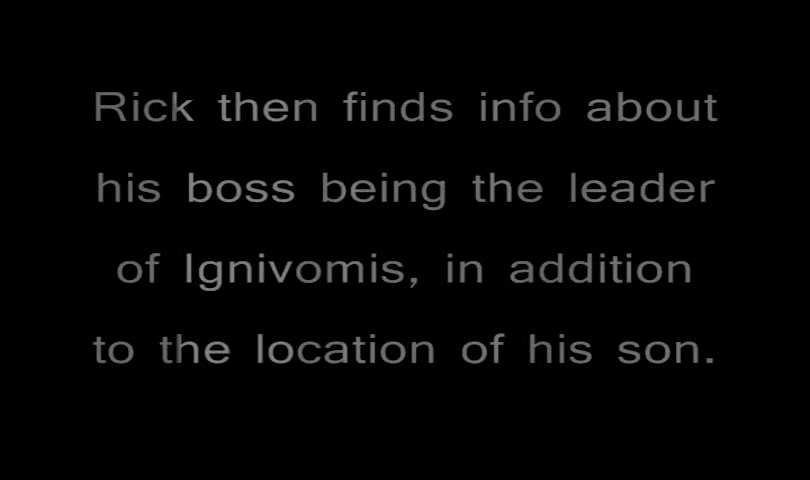 Rick then finds info about
his boss being the leader
of Ignivomis, in addition
to the location of his son.